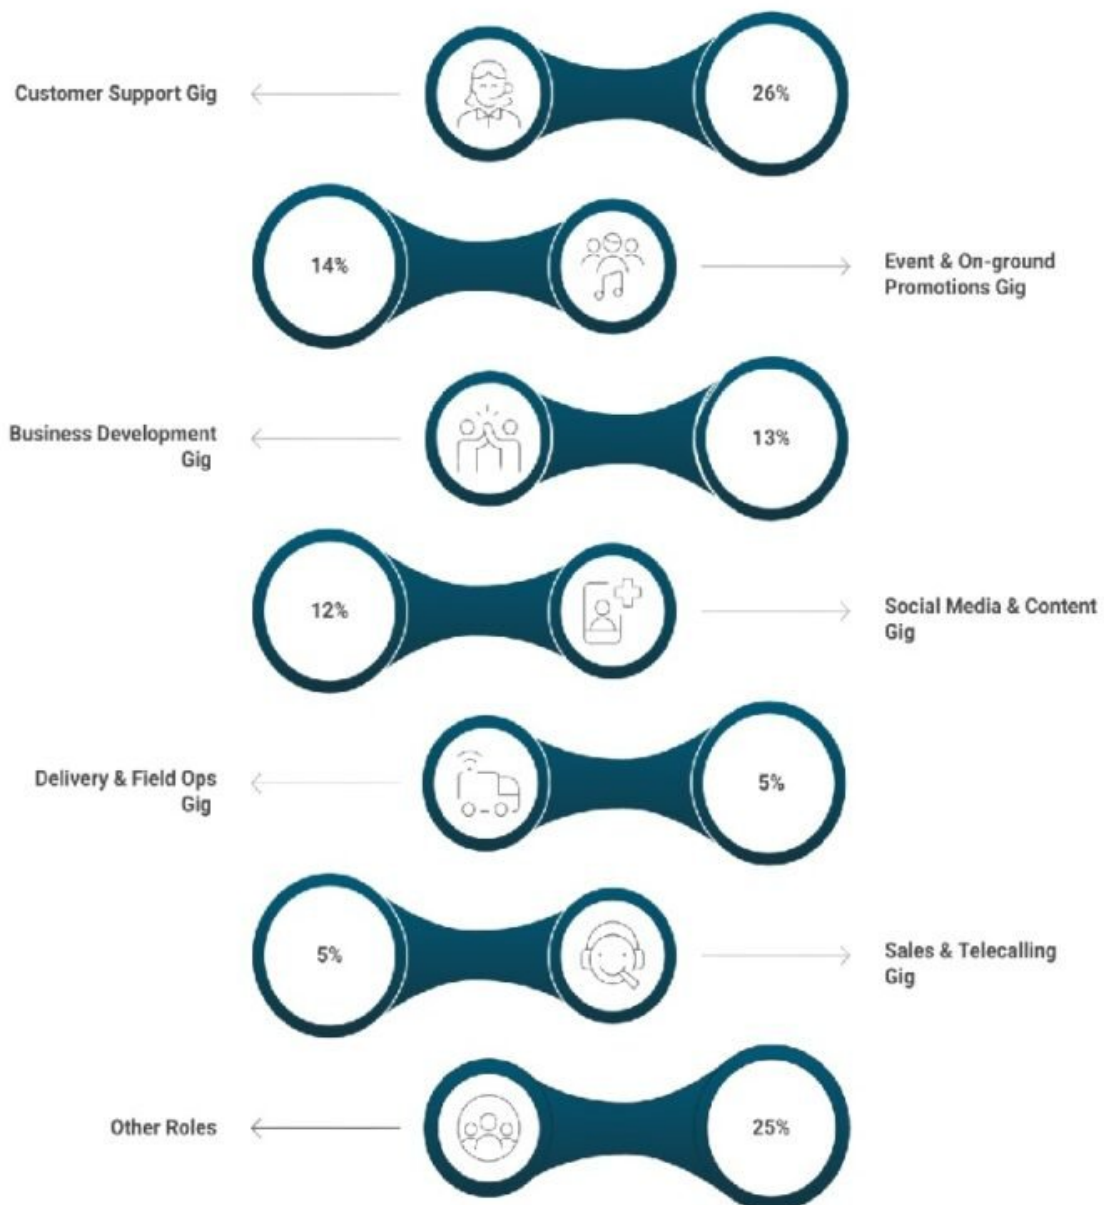 Customer Support Gig
26%
14%
Event & On-ground
Promotions Gig
Business Development
Gig
13%
12%
Social Media & Content
Gig
Delivery & Field Ops
Gig
5%
5%
Sales & Telecalling
Gig
Other Roles
25%